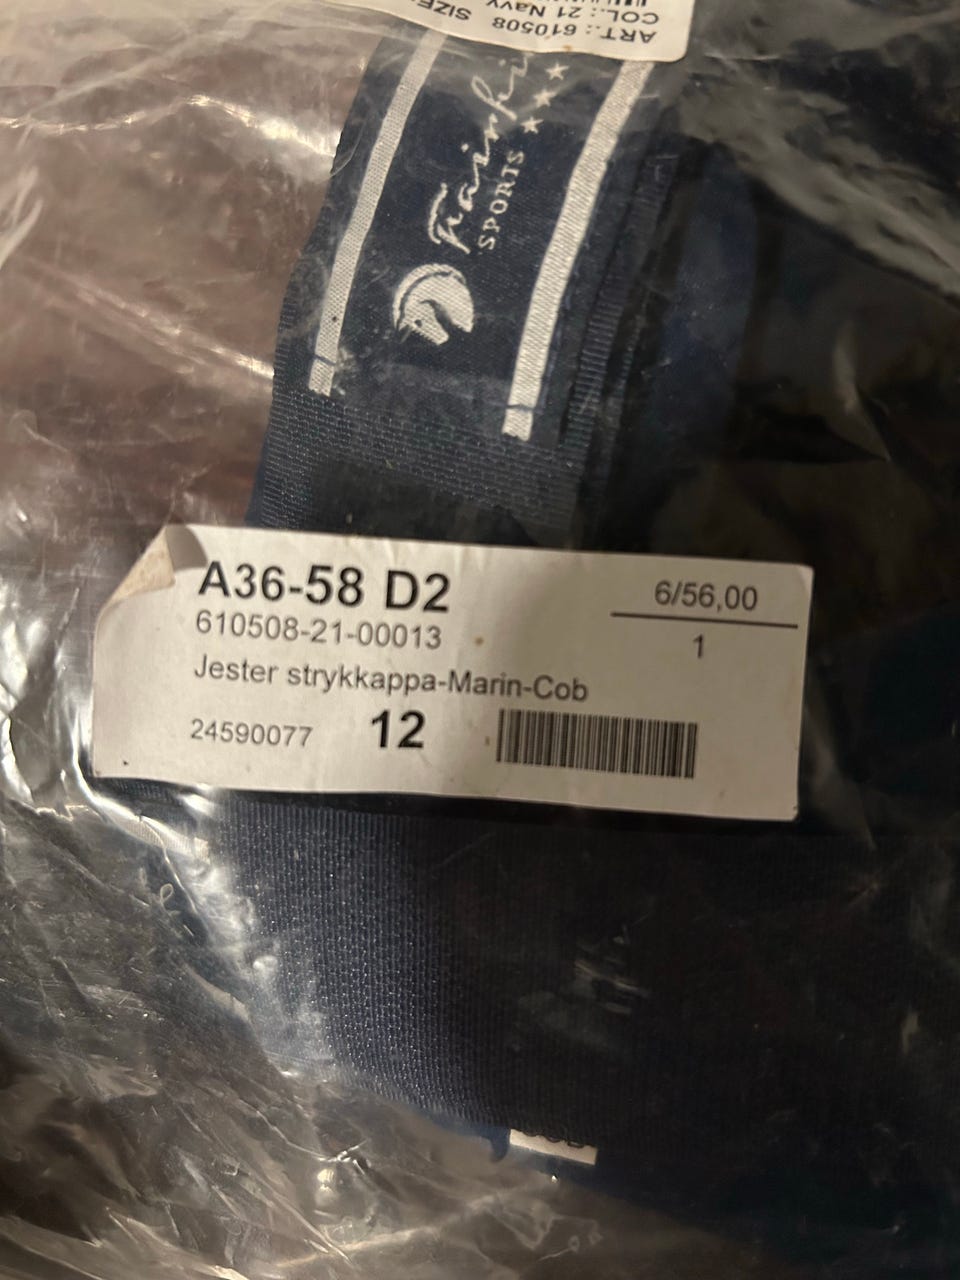 ART.: 610508 SIZE:
COL.: 21 Navy
SPORTS
A36-58 D2
6/56,00
610508-21-00013
1
Jester strykkappa-Marin-Cob
24590077
12